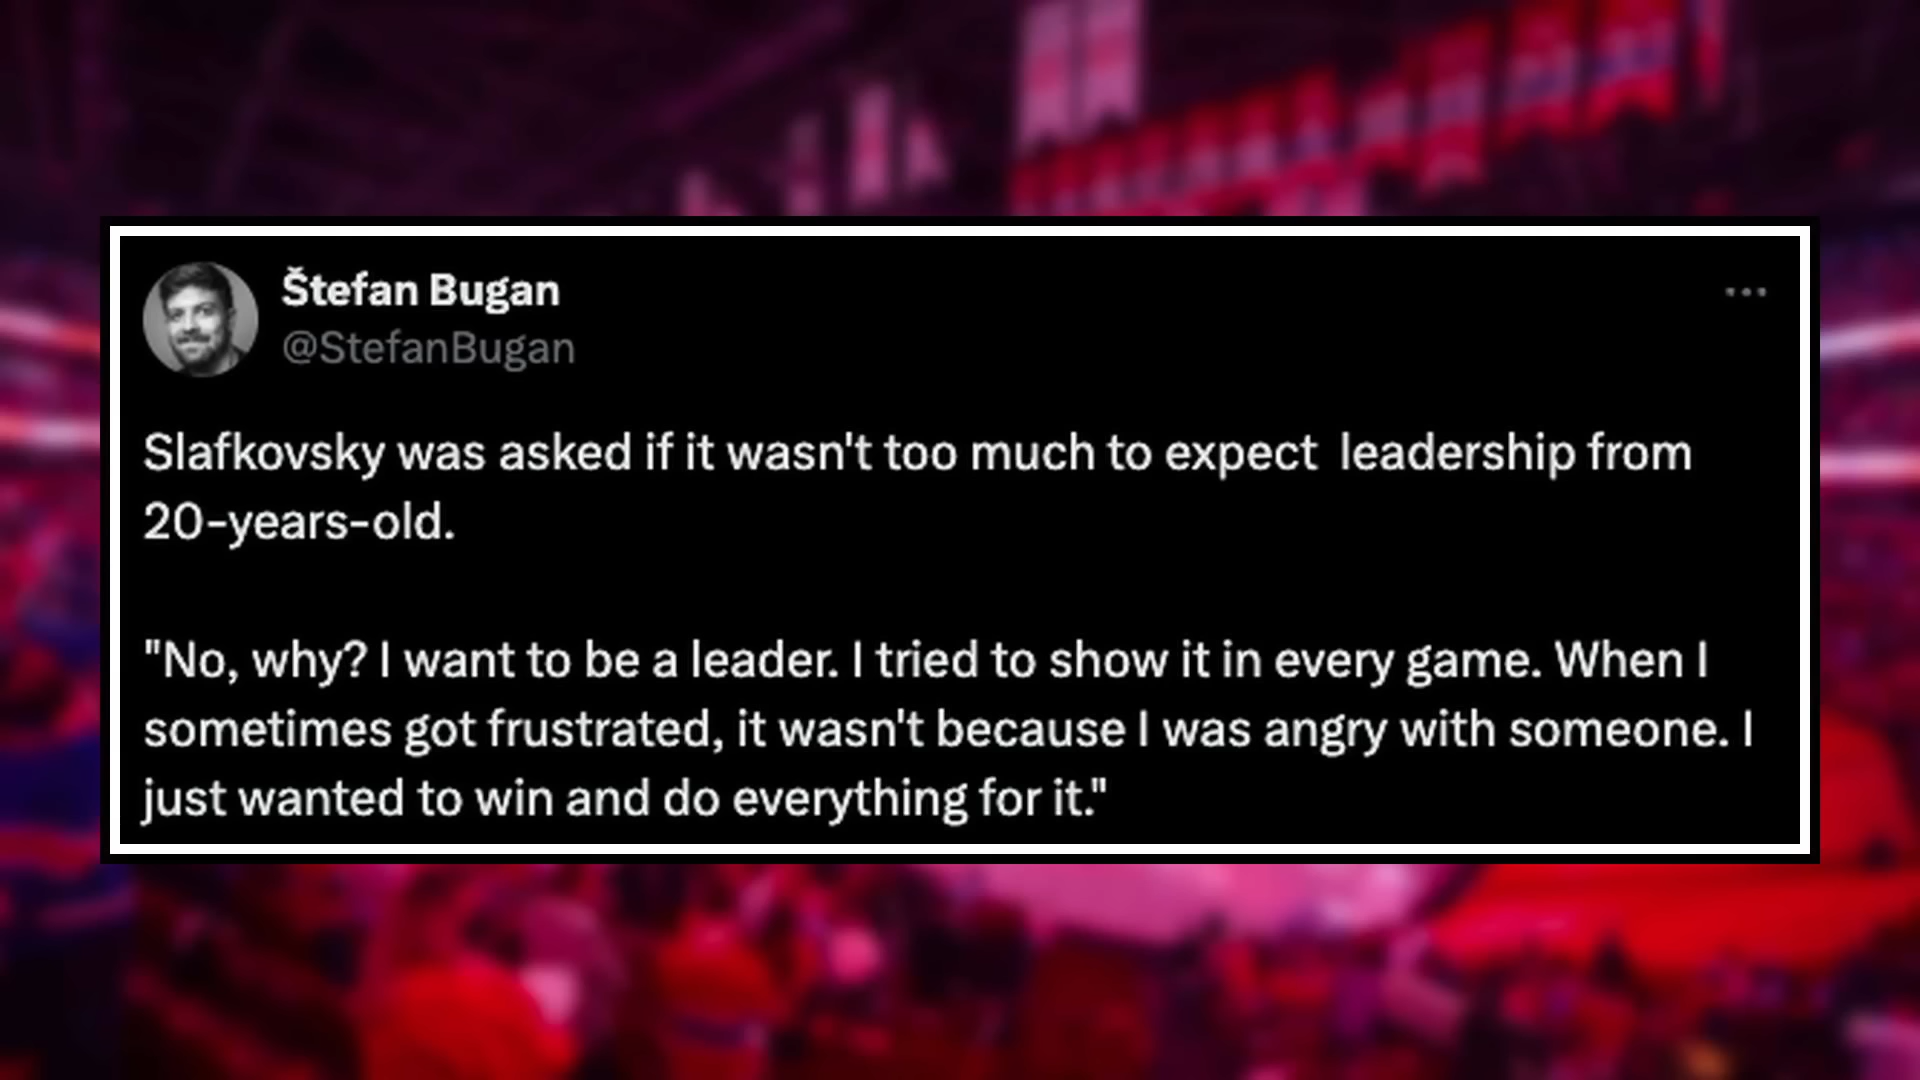 Štefan Bugan
@StefanBugan
Slafkovsky was asked if it wasn't too much to expect  leadership from
20-years-old.
"No, why? I want to be a leader. I tried to show it in every game. When I
sometimes got frustrated, it wasn't because I was angry with someone. I
just wanted to win and do everything for it."